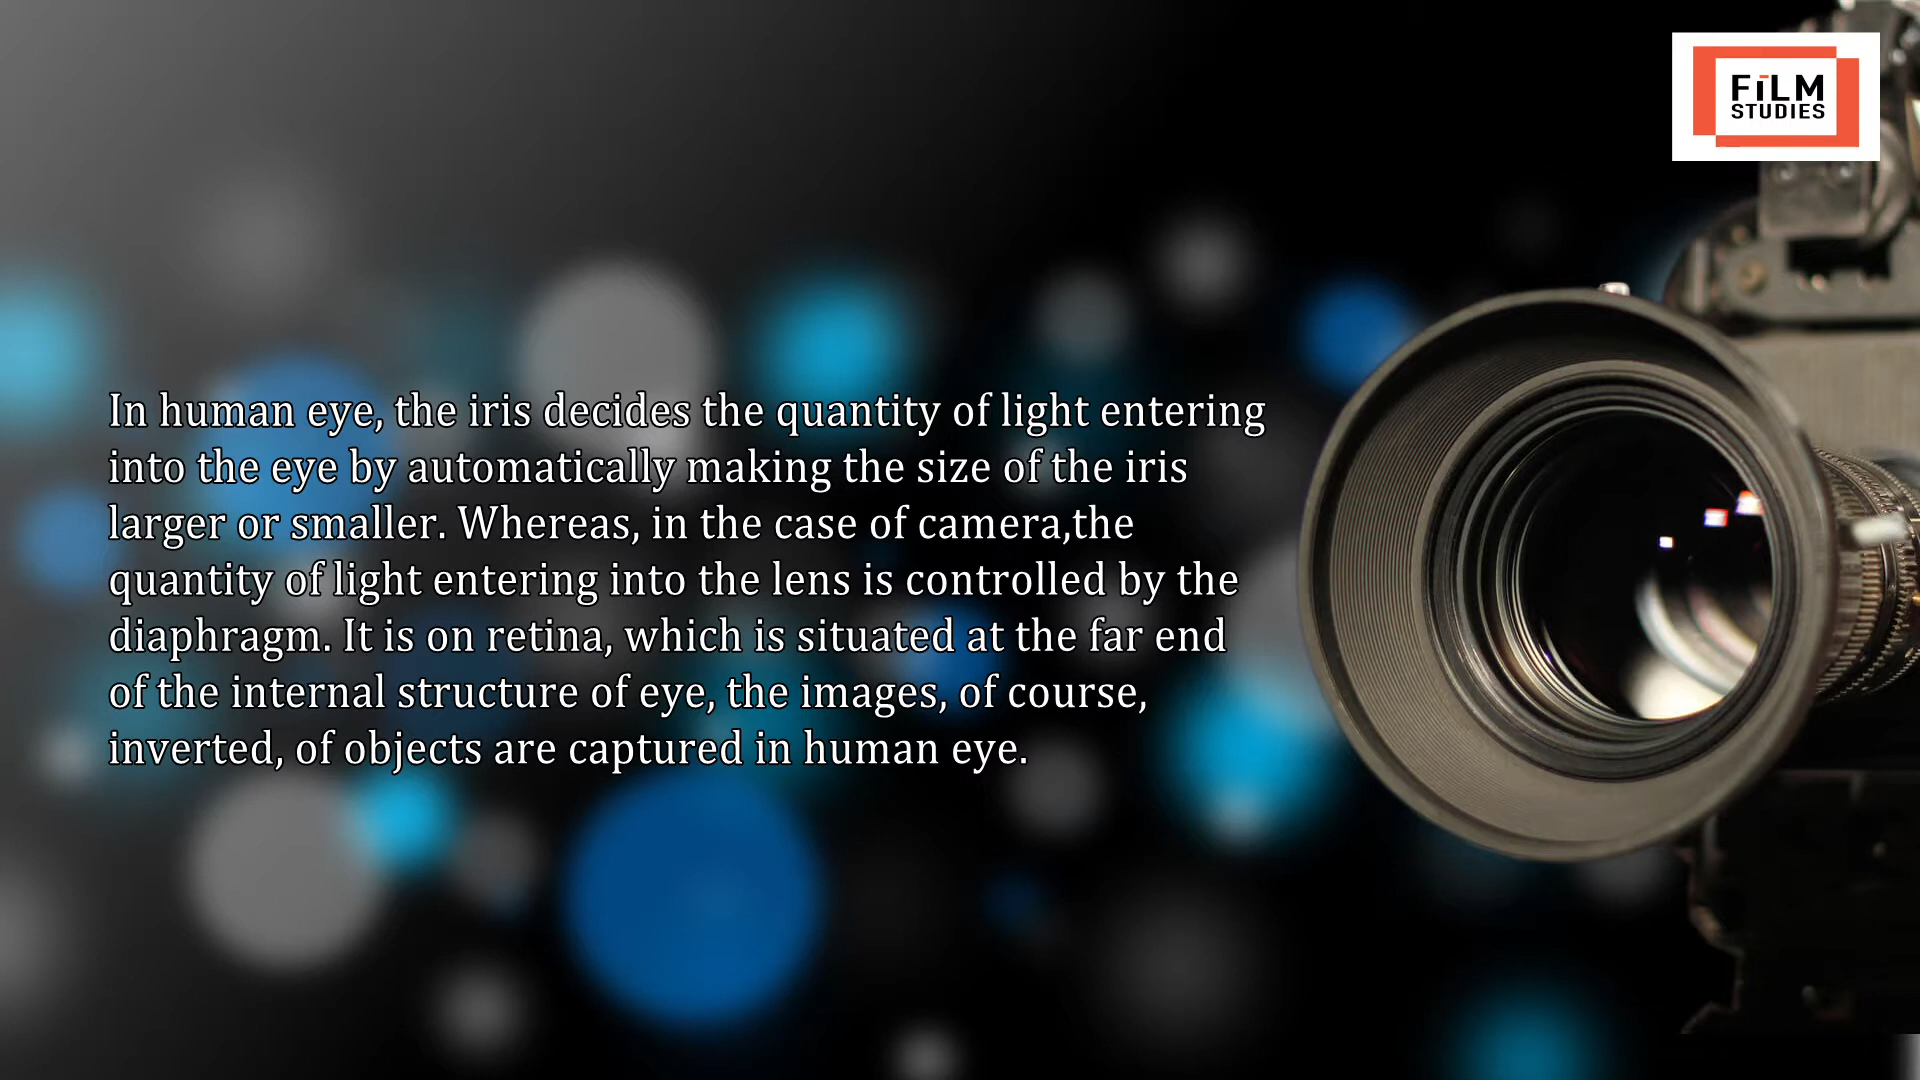 FiLM
STUDIES
In human eye, the iris decides the quantity of light entering
into the eye by automatically making the size of the iris
larger or smaller. Whereas, in the case of camera,the
quantity of light entering into the lens is controlled by the
diaphragm. It is on retina, which is situated at the far end
of the internal structure of eye, the images, of course,
inverted, of objects are captured in human eye.